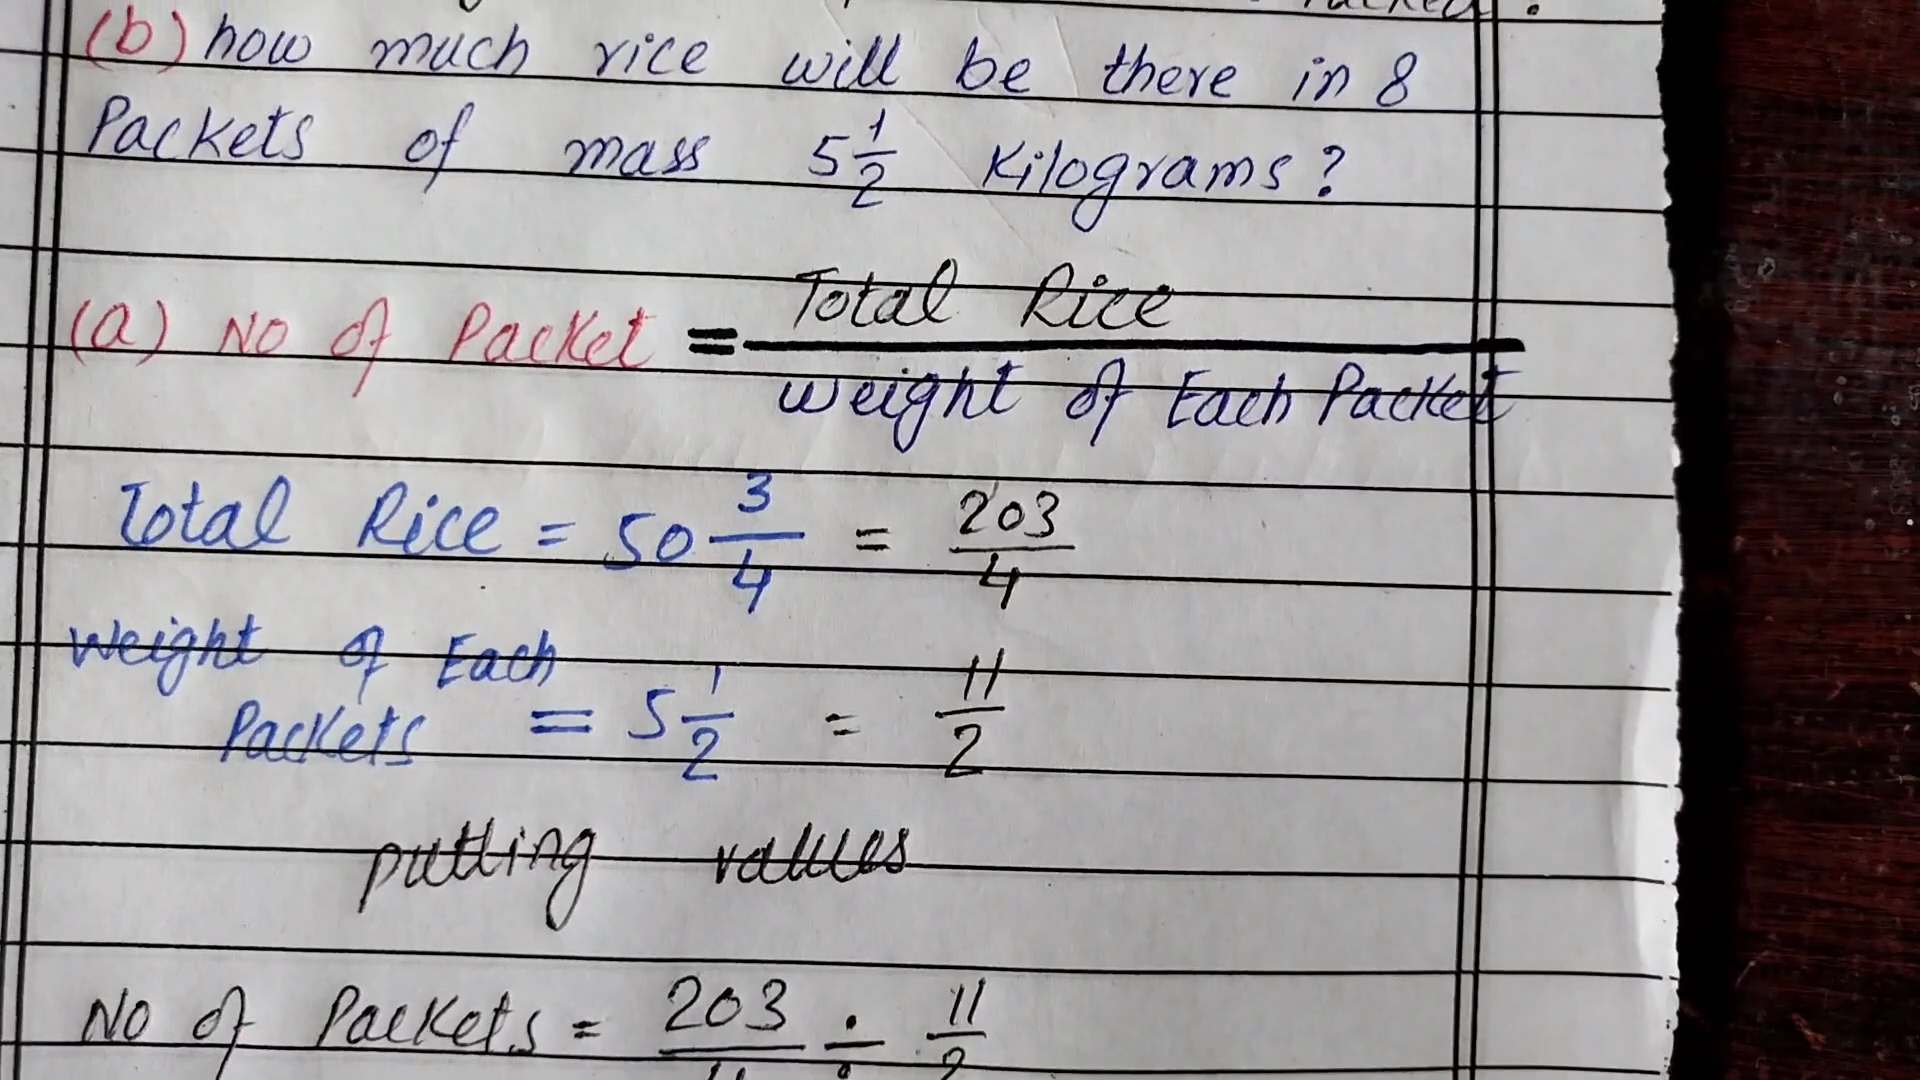 (b) how much rice will be there in 8
Packets of mass 5 1/2 Kilograms?
(a) No of Packet = Total Rice / weight of Each Packet
Total Rice = 50 3/4 = 203/4
Weight of Each
Packets = 5 1/2 = 11/2
putting values
No of Packets = 203/4 ÷ 11/2